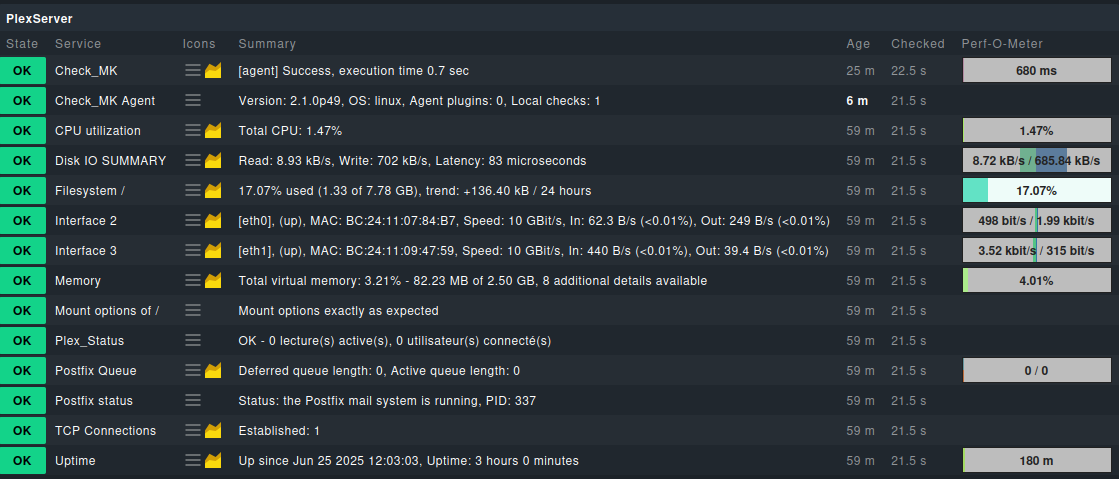 PlexServer
State Service Icons Summary Age Checked Perf-O-Meter
OK Check_MK [agent] Success, execution time 0.7 sec 25 m 22.5 s 680 ms
OK Check_MK Agent Version: 2.1.0p49, OS: linux, Agent plugins: 0, Local checks: 1 6 m 21.5 s
OK CPU utilization Total CPU: 1.47% 59 m 21.5 s 1.47%
OK Disk IO SUMMARY Read: 8.93 kB/s, Write: 702 kB/s, Latency: 83 microseconds 59 m 21.5 s 8.72 kB/s / 685.84 kB/s
OK Filesystem / 17.07% used (1.33 of 7.78 GB), trend: +136.40 kB / 24 hours 59 m 21.5 s 17.07%
OK Interface 2 [eth0], (up), MAC: BC:24:11:07:84:B7, Speed: 10 GBit/s, In: 62.3 B/s (<0.01%), Out: 249 B/s (<0.01%) 59 m 21.5 s 498 bit/s / 1.99 kbit/s
OK Interface 3 [eth1], (up), MAC: BC:24:11:09:47:59, Speed: 10 GBit/s, In: 440 B/s (<0.01%), Out: 39.4 B/s (<0.01%) 59 m 21.5 s 3.52 kbit/s / 315 bit/s
OK Memory Total virtual memory: 3.21% - 82.23 MB of 2.50 GB, 8 additional details available 59 m 21.5 s 4.01%
OK Mount options of / Mount options exactly as expected 59 m 21.5 s
OK Plex_Status OK - 0 lecture(s) active(s), 0 utilisateur(s) connecté(s) 59 m 21.5 s
OK Postfix Queue Deferred queue length: 0, Active queue length: 0 59 m 21.5 s 0 / 0
OK Postfix status Status: the Postfix mail system is running, PID: 337 59 m 21.5 s
OK TCP Connections Established: 1 59 m 21.5 s
OK Uptime Up since Jun 25 2025 12:03:03, Uptime: 3 hours 0 minutes 59 m 21.5 s 180 m